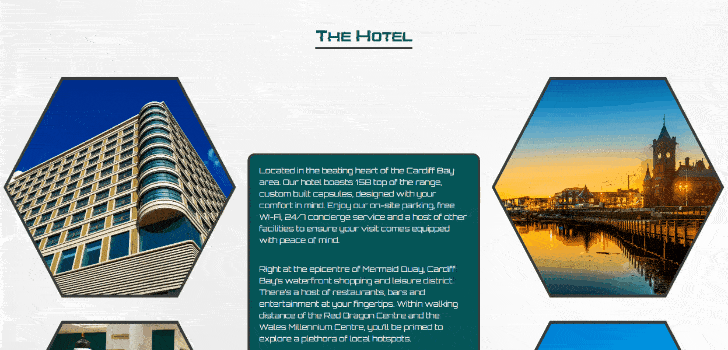 The Hotel
Located in the beating heart of the Cardiff Bay
area. Our hotel boasts 158 top of the range,
custom built capsules, designed with your
comfort in mind. Enjoy our on-site parking, free
Wi-Fi, 24/7 concierge service and a host of other
facilities to ensure your visit comes equipped
with peace of mind.
Right at the epicentre of Mermaid Quay, Cardiff
Bay's waterfront shopping and leisure district.
There's a host of restaurants, bars and
entertainment at your fingertips. Within walking
distance of the Red Dragon Centre and the
Wales Millennium Centre, you'll be primed to
explore a plethora of local hotspots.